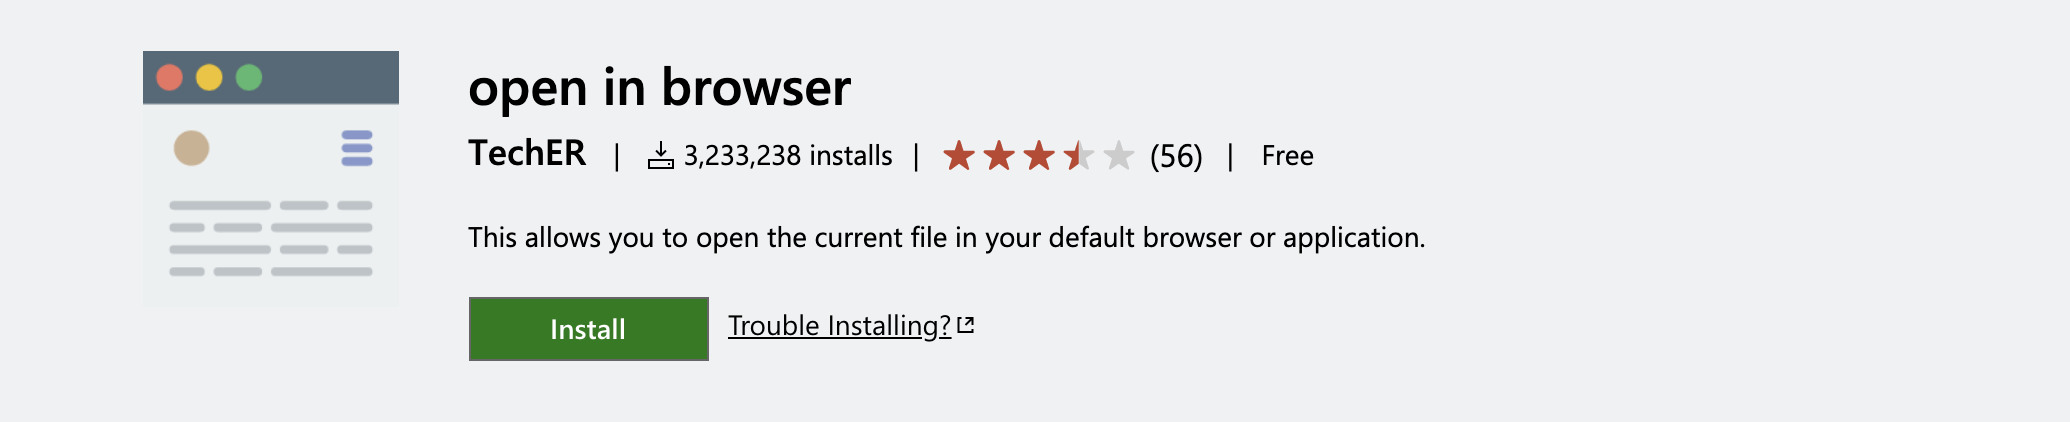 open in browser
TechER | 3,233,238 installs | (56) | Free
This allows you to open the current file in your default browser or application.
Install Trouble Installing?